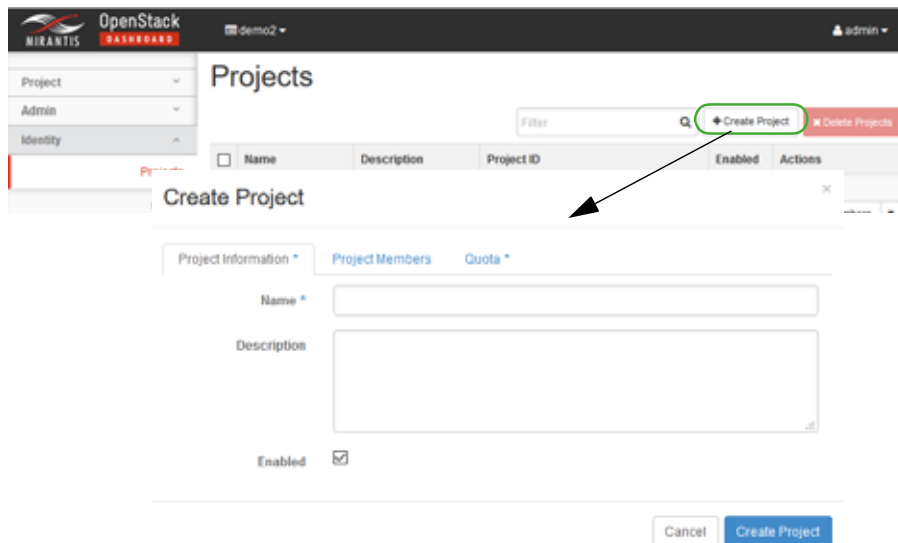 MIRANTIS
OpenStack
DASHBOARD
demo2
admin
Project
Admin
Identity
Projects
Projects
Filter
Create Project
Delete Projects
Name Description Project ID Enabled Actions
Create Project
Project Information *
Project Members
Quota *
Name *
Description
Enabled
Cancel
Create Project